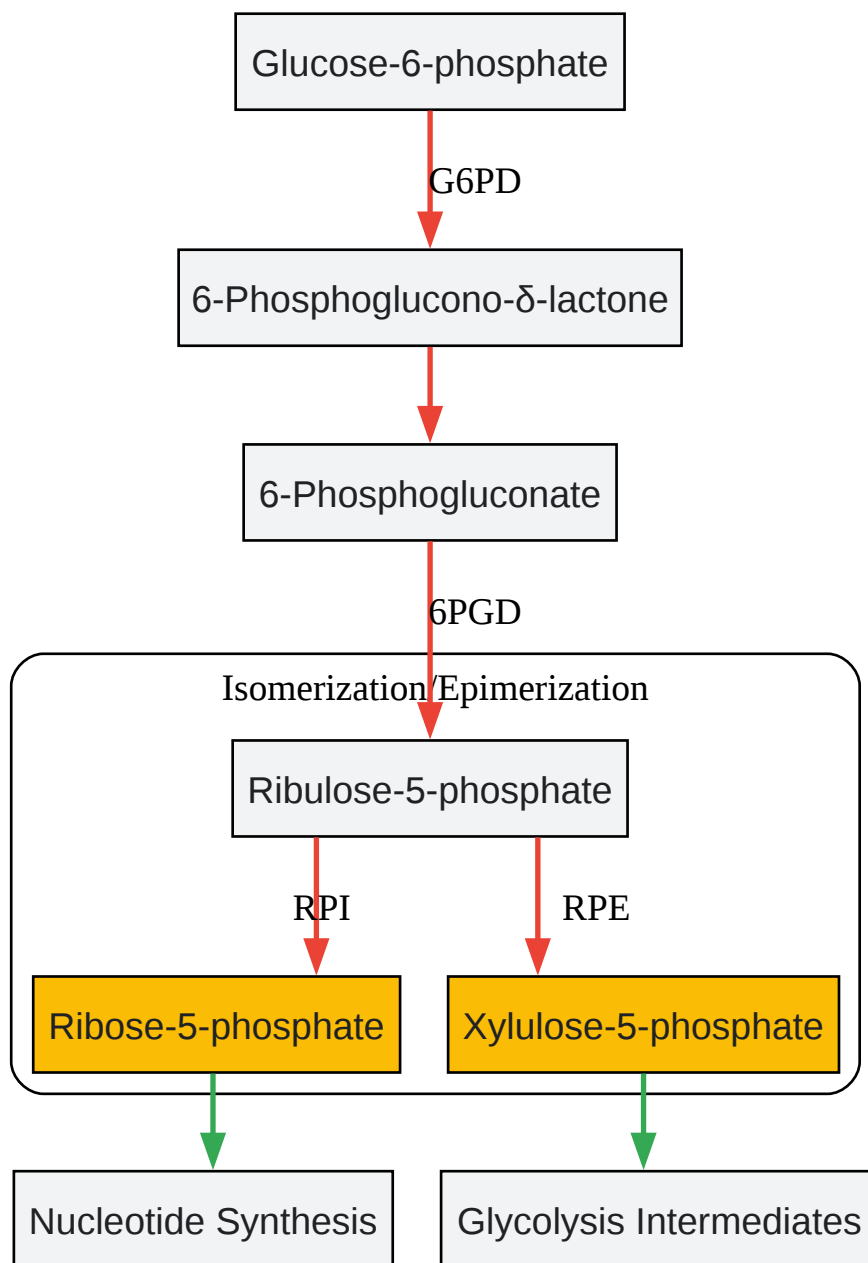 Glucose-6-phosphate
G6PD
6-Phosphoglucono-δ-lactone
6-Phosphogluconate
6PGD
Isomerization/Epimerization
Ribulose-5-phosphate
RPI
RPE
Ribose-5-phosphate
Xylulose-5-phosphate
Nucleotide Synthesis
Glycolysis Intermediates